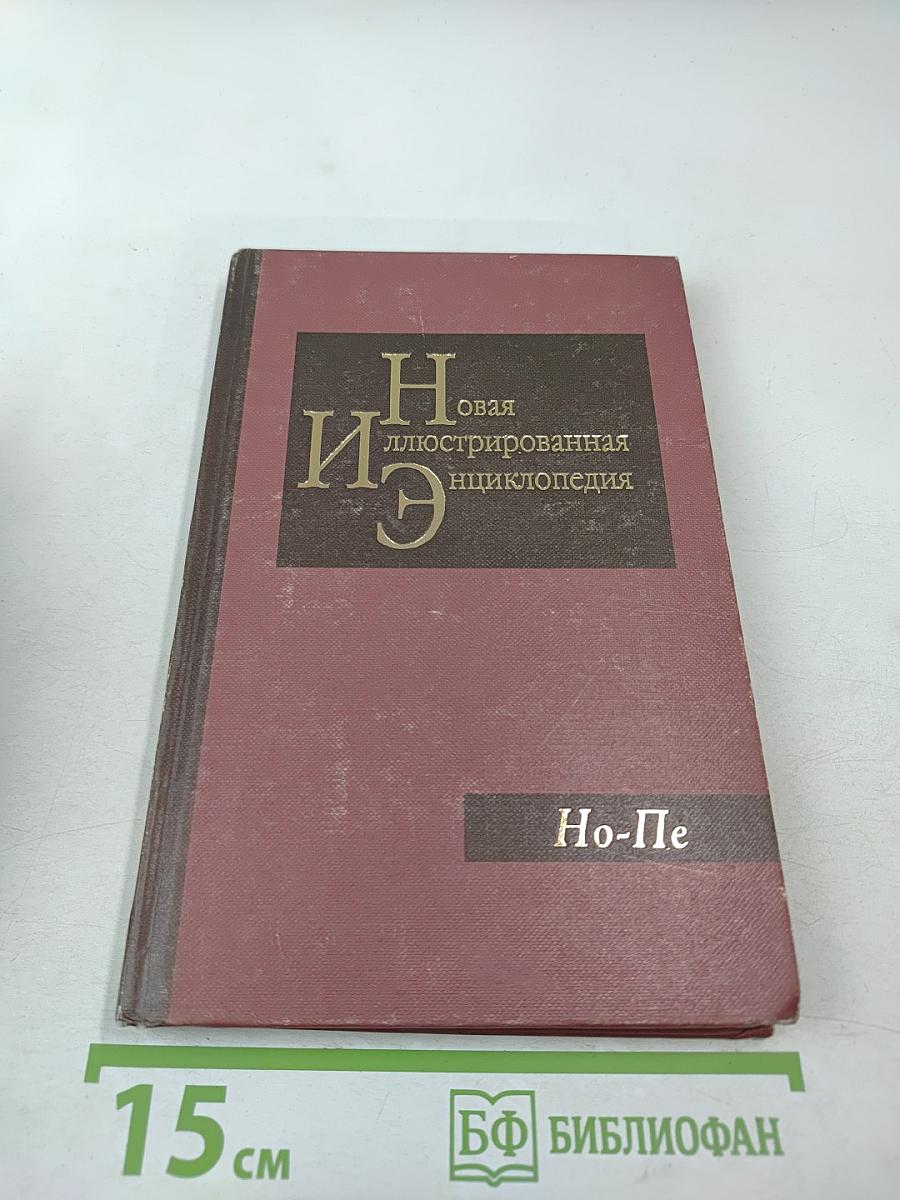 Новая
Иллюстрированная
Энциклопедия
Но-Пе
15 см
БФ БИБЛИОФАН